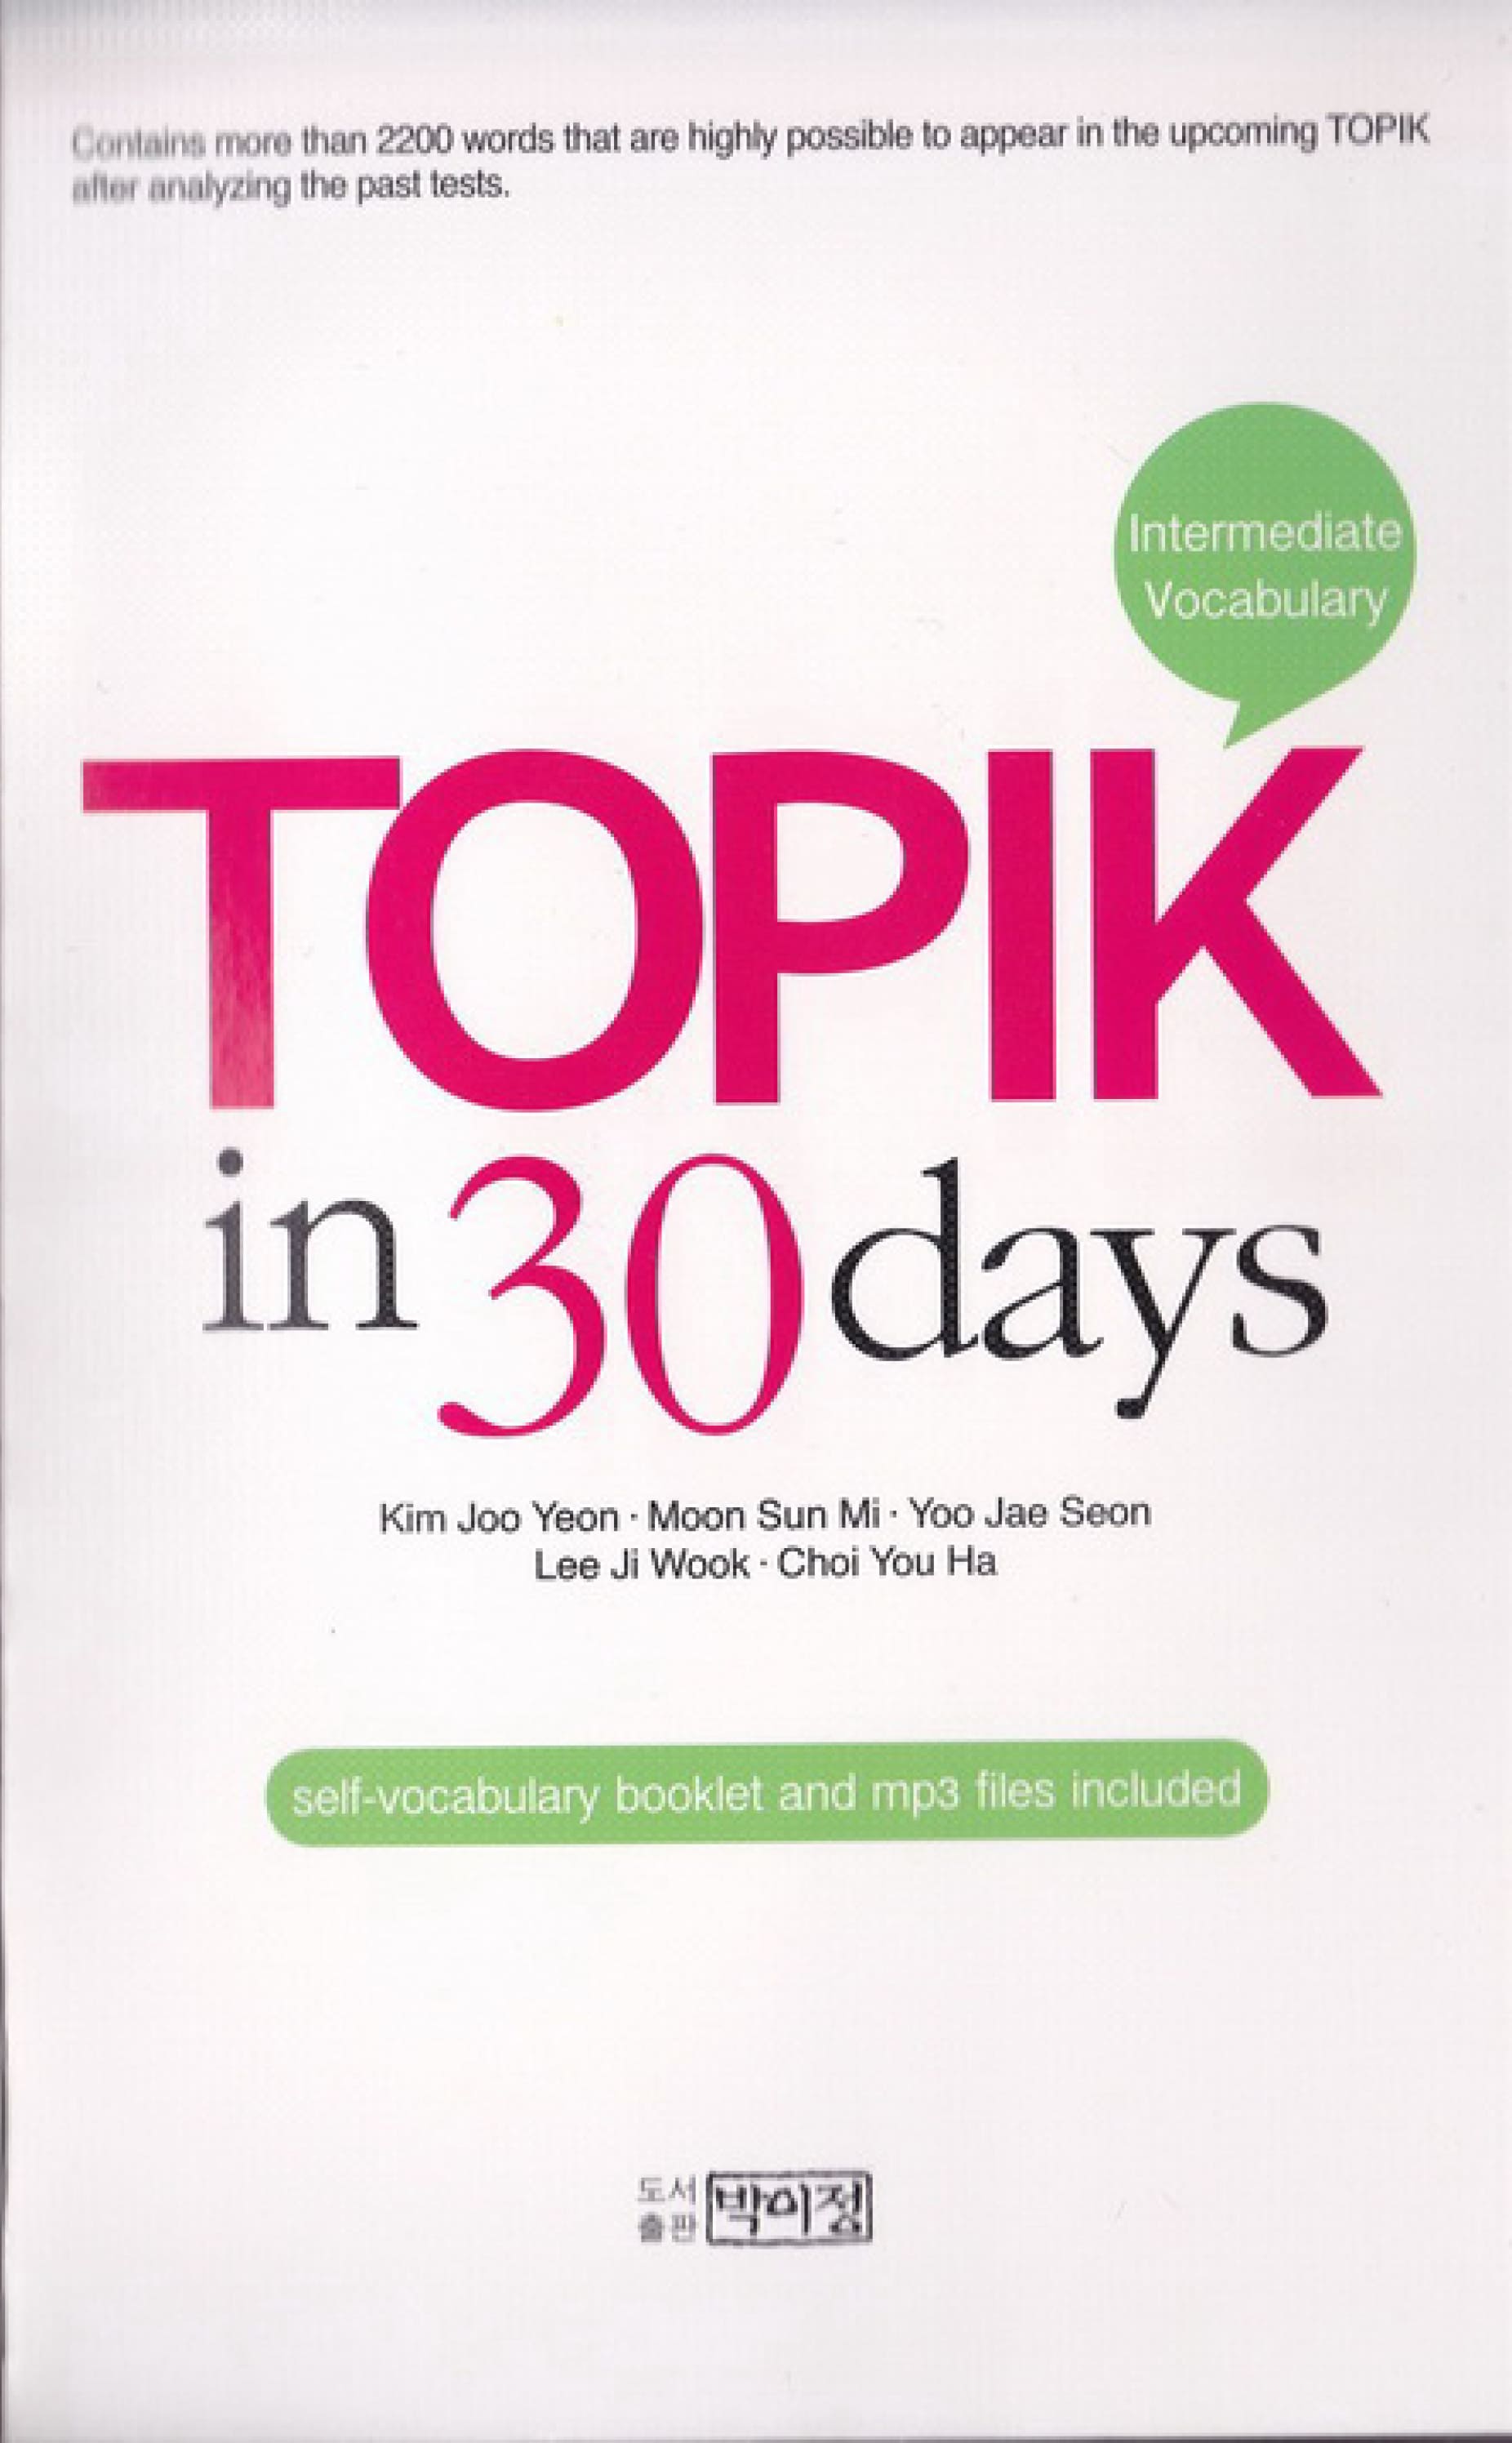 Contains more than 2200 words that are highly possible to appear in the upcoming TOPIK
after analyzing the past tests.
Intermediate
Vocabulary
TOPIK
in 30 days
Kim Joo Yeon · Moon Sun Mi · Yoo Jae Seon
Lee Ji Wook · Choi You Ha
self-vocabulary booklet and mp3 files included
도서
출판
박이정